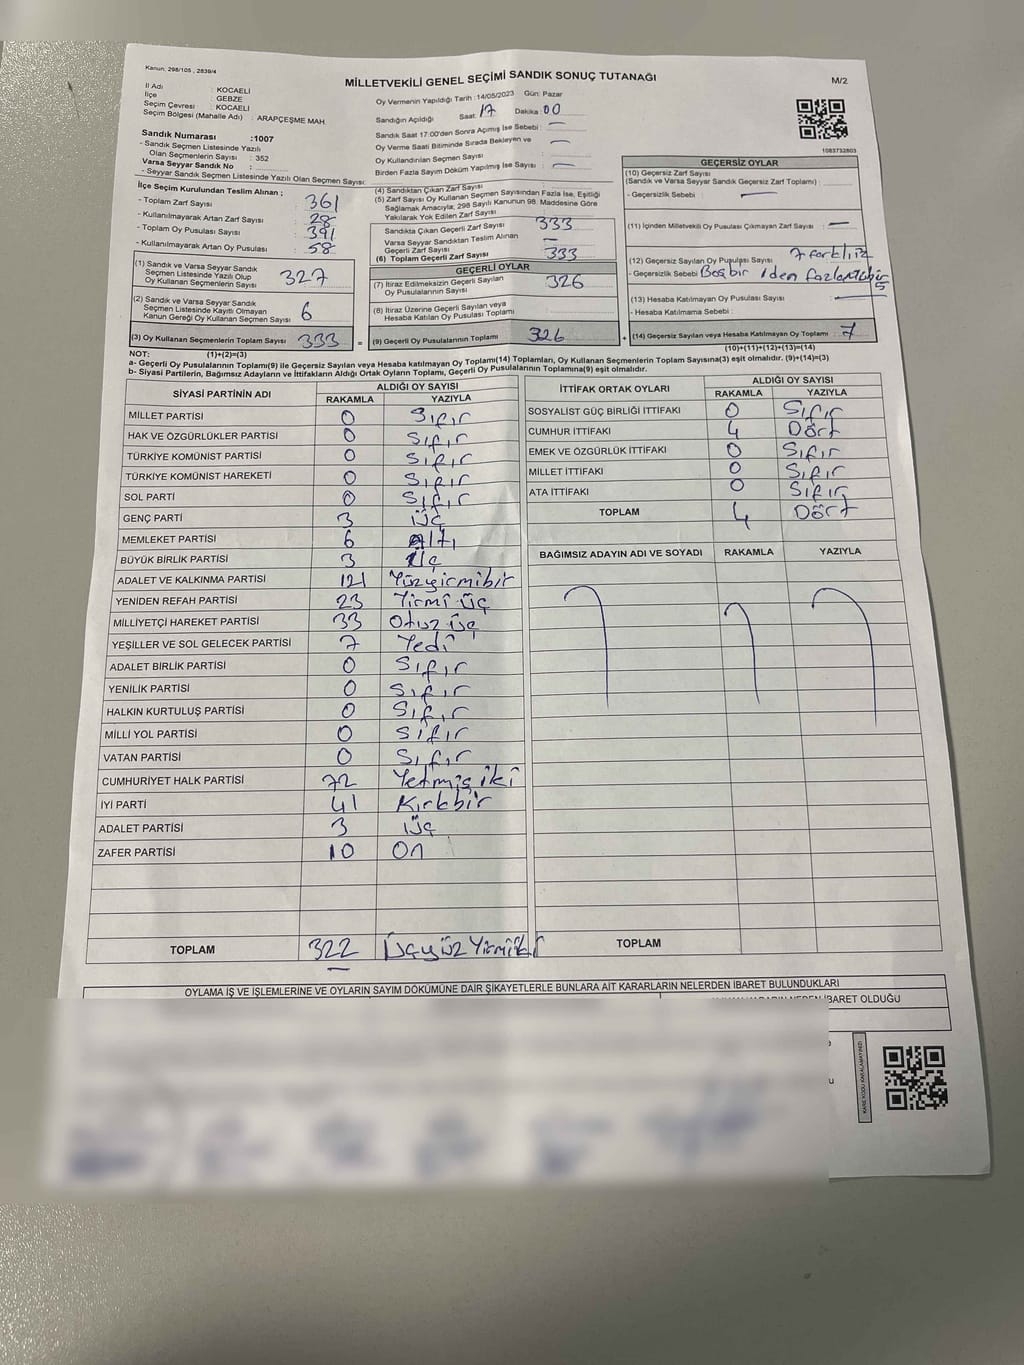 Kanun: 298/105 , 2839/4
MİLLETVEKİLİ GENEL SEÇİMİ SANDIK SONUÇ TUTANAĞI
M/2
İl Adı : KOCAELİ
İlçe : GEBZE
Seçim Çevresi : KOCAELİ
Seçim Bölgesi (Mahalle Adı) : ARAPÇEŞME MAH.
Sandık Numarası :1007
- Sandık Seçmen Listesinde Yazılı
Olan Seçmenlerin Sayısı : 352
Varsa Seyyar Sandık No :
- Seyyar Sandık Seçmen Listesinde Yazılı Olan Seçmen Sayısı:
İlçe Seçim Kurulundan Teslim Alınan ;
- Toplam Zarf Sayısı : 361
- Kullanılmayarak Artan Zarf Sayısı : 28
- Toplam Oy Pusulası Sayısı : 391
- Kullanılmayarak Artan Oy Pusulası : 58
(1) Sandık ve Varsa Seyyar Sandık
Seçmen Listesinde Yazılı Olup
Oy Kullanan Seçmenlerin Sayısı 327
(2) Sandık ve Varsa Seyyar Sandık
Seçmen Listesinde Kayıtlı Olmayan
Kanun Gereği Oy Kullanan Seçmen Sayısı 6
(3) Oy Kullanan Seçmenlerin Toplam Sayısı 333 =
Oy Vermenin Yapıldığı Tarih : 14/05/2023 Gün: Pazar
Sandığın Açıldığı Saat: 17 Dakika: 00
Sandık Saat 17:00'den Sonra Açmış İse Sebebi : —
Oy Verme Saati Bitiminde Sırada Bekleyen ve
Oy Kullandırılan Seçmen Sayısı : —
Birden Fazla Sayım Döküm Yapılmış İse Sayısı : —
(4) Sandıktan Çıkan Zarf Sayısı
(5) Zarf Sayısı Oy Kullanan Seçmen Sayısından Fazla İse, Eşitliği
Sağlamak Amacıyla, 298 Sayılı Kanunun 98. Maddesine Göre
Yakılarak Yok Edilen Zarf Sayısı
Sandıkta Çıkan Geçerli Zarf Sayısı 333
Varsa Seyyar Sandıktan Teslim Alınan
Geçerli Zarf Sayısı —
(6) Toplam Geçerli Zarf Sayısı 333
GEÇERLİ OYLAR
(7) İtiraz Edilmeksizin Geçerli Sayılan
Oy Pusulalarının Sayısı 326
(8) İtiraz Üzerine Geçerli Sayılan veya
Hesaba Katılan Oy Pusulası Toplamı
(9) Geçerli Oy Pusulalarının Toplamı 326 +
1083732803
GEÇERSİZ OYLAR
(10) Geçersiz Zarf Sayısı
(Sandık ve Varsa Seyyar Sandık Geçersiz Zarf Toplamı) :
- Geçersizlik Sebebi : —
(11) İçinden Milletvekili Oy Pusulası Çıkmayan Zarf Sayısı : —
(12) Geçersiz Sayılan Oy Pusulası Sayısı : 7
- Geçersizlik Sebebi : Boş bir 1den fazla
(13) Hesaba Katılmayan Oy Pusulası Sayısı : —
- Hesaba Katılmama Sebebi :
(14) Geçersiz Sayılan veya Hesaba Katılmayan Oy Toplamı : 7
NOT: (1)+(2)=(3)
(10)+(11)+(12)+(13)=(14)
a- Geçerli Oy Pusulalarının Toplamı(9) ile Geçersiz Sayılan veya Hesaba katılmayan Oy Toplamı(14) Toplamları, Oy Kullanan Seçmenlerin Toplam Sayısına(3) eşit olmalıdır. (9)+(14)=(3)
b- Siyasi Partilerin, Bağımsız Adayların ve İttifakların Aldığı Ortak Oyların Toplamı, Geçerli Oy Pusulalarının Toplamına(9) eşit olmalıdır.
SİYASİ PARTİNİN ADI ALDIĞI OY SAYISI
RAKAMLA YAZIYLA
MİLLET PARTİSİ 0 Sıfır
HAK VE ÖZGÜRLÜKLER PARTİSİ 0 Sıfır
TÜRKİYE KOMÜNİST PARTİSİ 0 Sıfır
TÜRKİYE KOMÜNİST HAREKETİ 0 Sıfır
SOL PARTİ 0 Sıfır
GENÇ PARTİ 3 Üç
MEMLEKET PARTİSİ 6 Altı
BÜYÜK BİRLİK PARTİSİ 3 Üç
ADALET VE KALKINMA PARTİSİ 121 Yüzyirmibir
YENİDEN REFAH PARTİSİ 23 Yirmi üç
MİLLİYETÇİ HAREKET PARTİSİ 33 Otuz üç
YEŞİLLER VE SOL GELECEK PARTİSİ 7 Yedi
ADALET BİRLİK PARTİSİ 0 Sıfır
YENİLİK PARTİSİ 0 Sıfır
HALKIN KURTULUŞ PARTİSİ 0 Sıfır
MİLLİ YOL PARTİSİ 0 Sıfır
VATAN PARTİSİ 0 Sıfır
CUMHURİYET HALK PARTİSİ 72 Yetmiş iki
İYİ PARTİ 41 Kırkbir
ADALET PARTİSİ 3 Üç
ZAFER PARTİSİ 10 On
TOPLAM 322 Üçyüz Yirmiiki
İTTİFAK ORTAK OYLARI ALDIĞI OY SAYISI
RAKAMLA YAZIYLA
SOSYALİST GÜÇ BİRLİĞİ İTTİFAKI 0 Sıfır
CUMHUR İTTİFAKI 4 Dört
EMEK VE ÖZGÜRLÜK İTTİFAKI 0 Sıfır
MİLLET İTTİFAKI 0 Sıfır
ATA İTTİFAKI 0 Sıfır
TOPLAM 4 Dört
BAĞIMSIZ ADAYIN ADI VE SOYADI RAKAMLA YAZIYLA
TOPLAM
OYLAMA İŞ VE İŞLEMLERİNE VE OYLARIN SAYIM DÖKÜMÜNE DAİR ŞİKAYETLERLE BUNLARA AİT KARARLARIN NELERDEN İBARET BULUNDUKLARI
İBARET OLDUĞU
KARE KODU KARALAMAYINIZ!